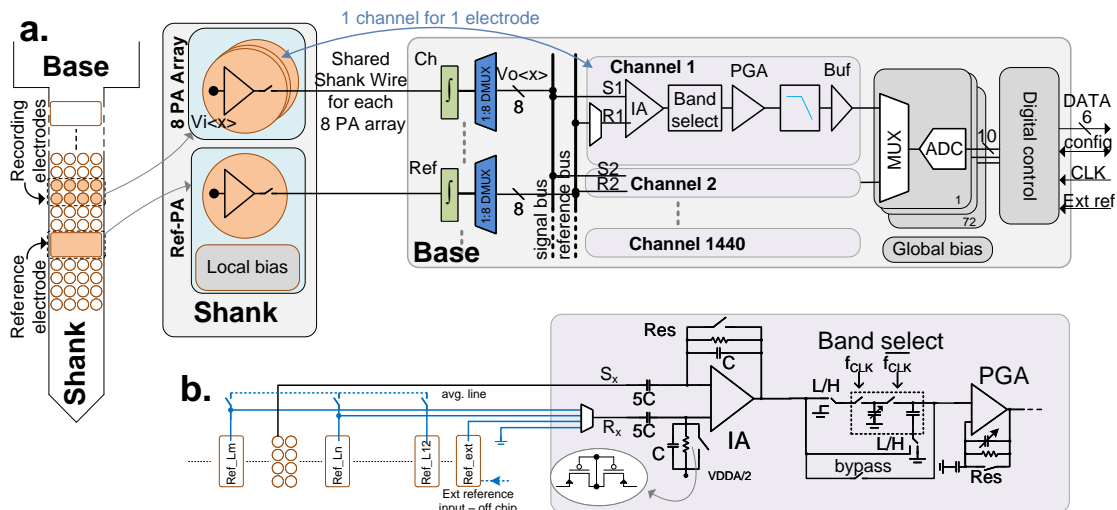 a.
Base
Recording
electrodes
Reference
electrode
Shank
8 PA Array
Vi<x>
Ref-PA
Local bias
Shank
1 channel for 1 electrode
Shared
Shank Wire
for each
8 PA array
Ch
∫
1:8 DMUX
Vo<x>
8
Ref
∫
1:8 DMUX
8
Base
signal bus
reference bus
Channel 1
S1
R1
IA
Band
select
PGA
Buf
S2
R2
Channel 2
Channel 1440
MUX
ADC
10
1
72
Global bias
Digital control
DATA
6
config
CLK
Ext ref
b.
avg. line
Ref_Lm
Ref_Ln
Ref_L12
Ref_ext
Ext reference
input – off chip
Sx
Rx
5C
5C
Res
C
C
IA
VDDA/2
Band select
fCLK
fCLK
L/H
L/H
bypass
PGA
Res